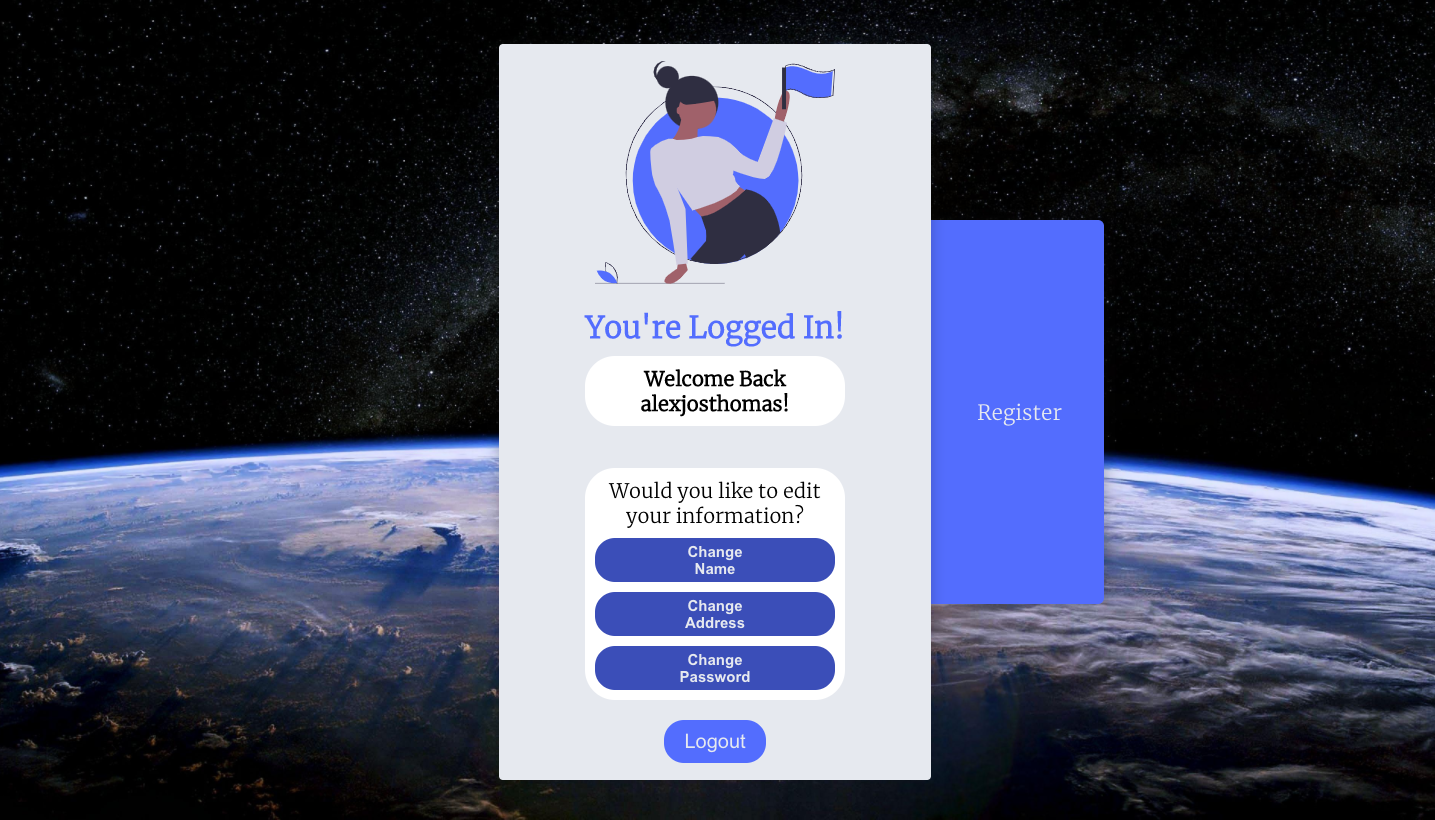 You're Logged In!
Welcome Back
alexjosthomas!
Register
Would you like to edit
your information?
Change
Name
Change
Address
Change
Password
Logout